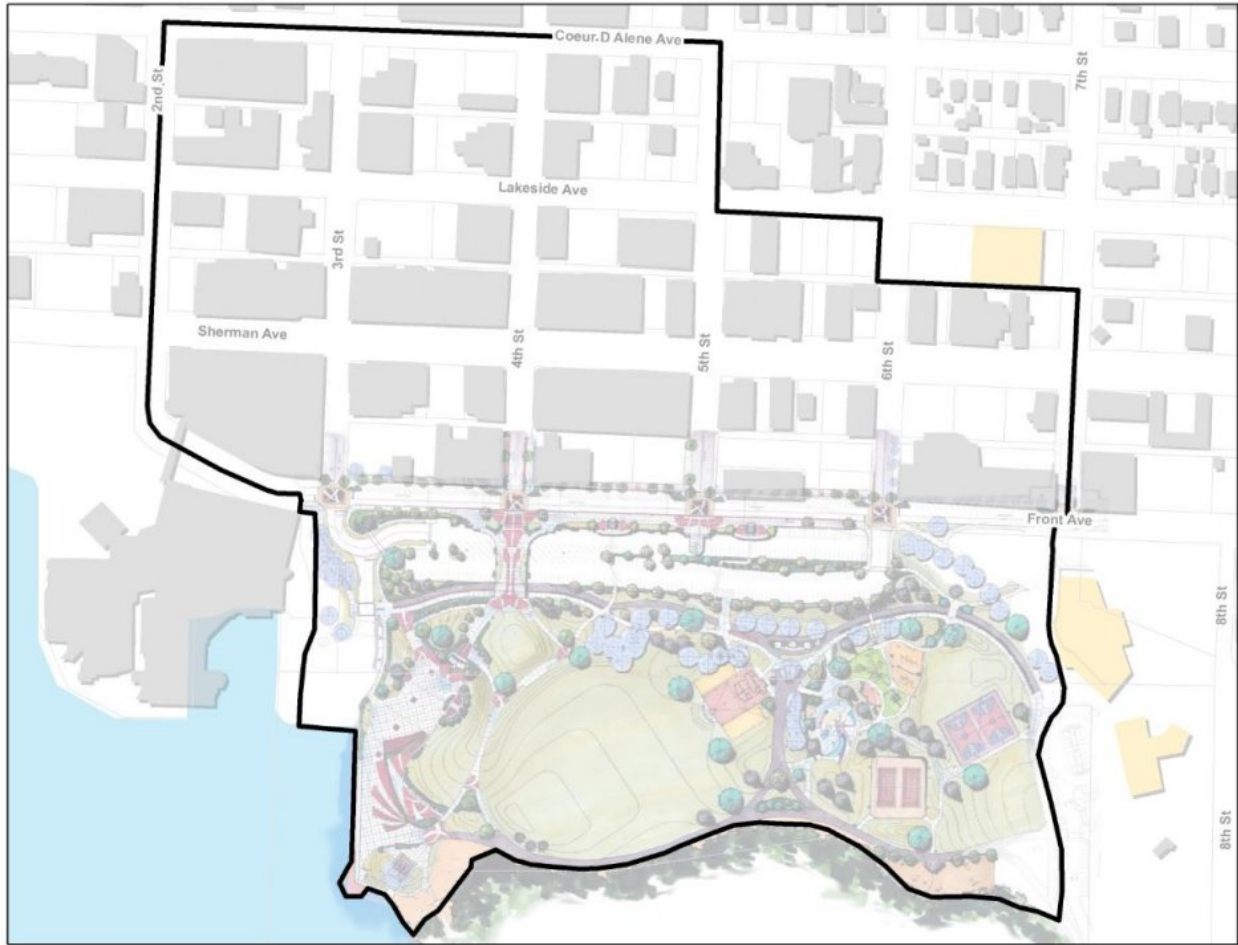 Coeur D Alene Ave
2nd St
7th St
Lakeside Ave
3rd St
Sherman Ave
4th St
5th St
6th St
Front Ave
8th St
8th St